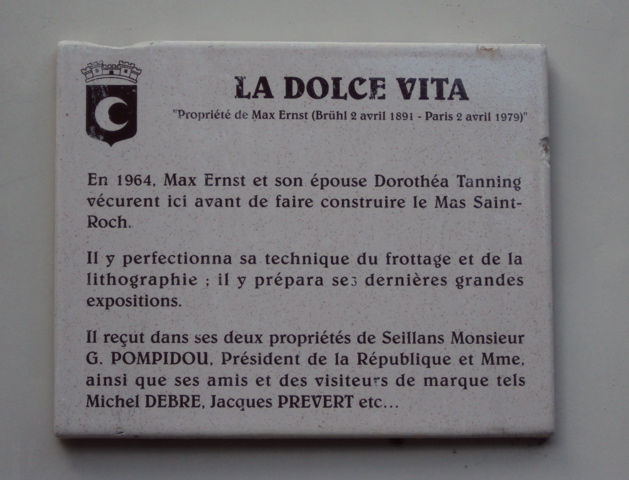 LA DOLCE VITA
"Propriété de Max Ernst (Brühl 2 avril 1891 - Paris 2 avril 1979)"
En 1964, Max Ernst et son épouse Dorothéa Tanning
vécurent ici avant de faire construire le Mas Saint-
Roch.
Il y perfectionna sa technique du frottage et de la
lithographie ; il y prépara ses dernières grandes
expositions.
Il reçut dans ses deux propriétés de Seillans Monsieur
G. POMPIDOU, Président de la République et Mme,
ainsi que ses amis et des visiteurs de marque tels
Michel DEBRE, Jacques PREVERT etc...